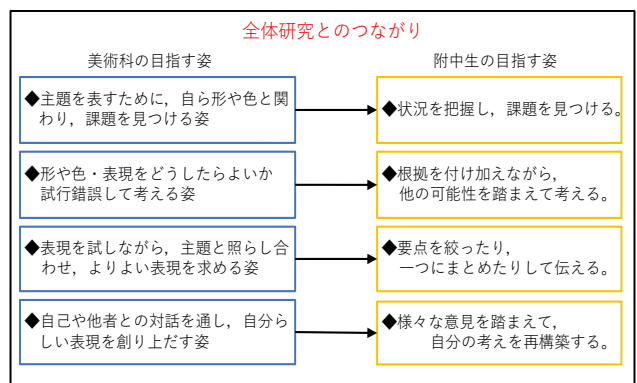 全体研究とのつながり
美術科の目指す姿
附中生の目指す姿
◆主題を表すために，自ら形や色と関
わり，課題を見つける姿
◆状況を把握し，課題を見つける。
◆形や色・表現をどうしたらよいか
試行錯誤して考える姿
◆根拠を付け加えながら，
他の可能性を踏まえて考える。
◆表現を試しながら，主題と照らし合
わせ，よりよい表現を求める姿
◆要点を絞ったり，
一つにまとめたりして伝える。
◆自己や他者との対話を通し，自分ら
しい表現を創り上だす姿
◆様々な意見を踏まえて，
自分の考えを再構築する。